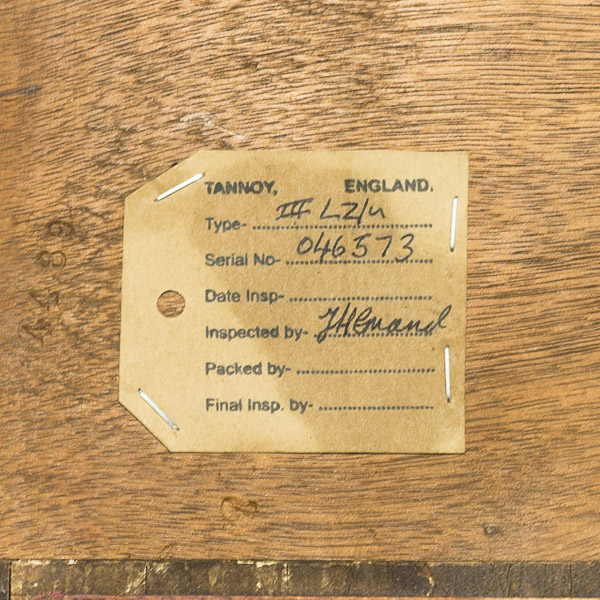 TANNOY, ENGLAND.
Type- III LZ/u
Serial No- 046573
Date Insp-
Inspected by-
Packed by-
Final Insp. by-